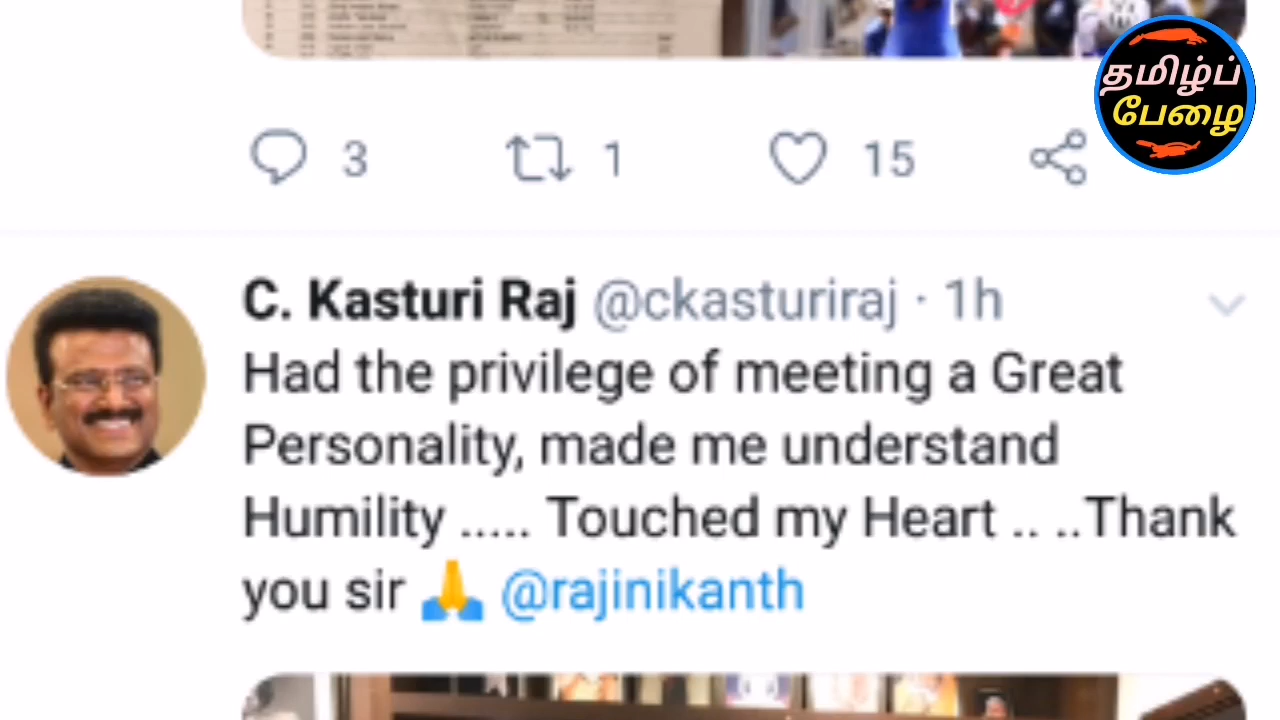 தமிழ்ப்
பேழை
3 1 15
C. Kasturi Raj @ckasturiraj · 1h
Had the privilege of meeting a Great
Personality, made me understand
Humility ..... Touched my Heart .. ..Thank
you sir 🙏 @rajinikanth